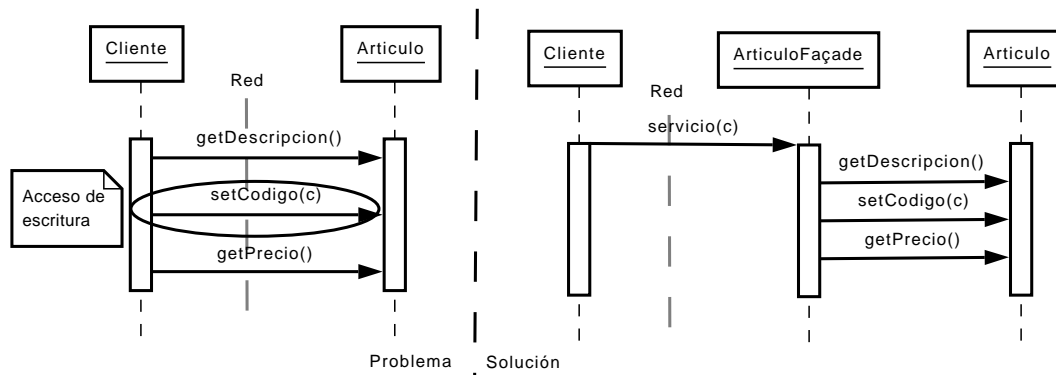 Cliente
Articulo
Red
getDescripcion()
Acceso de
escritura
setCodigo(c)
getPrecio()
Problema
Cliente
ArticuloFaçade
Articulo
Red
servicio(c)
getDescripcion()
setCodigo(c)
getPrecio()
Solución